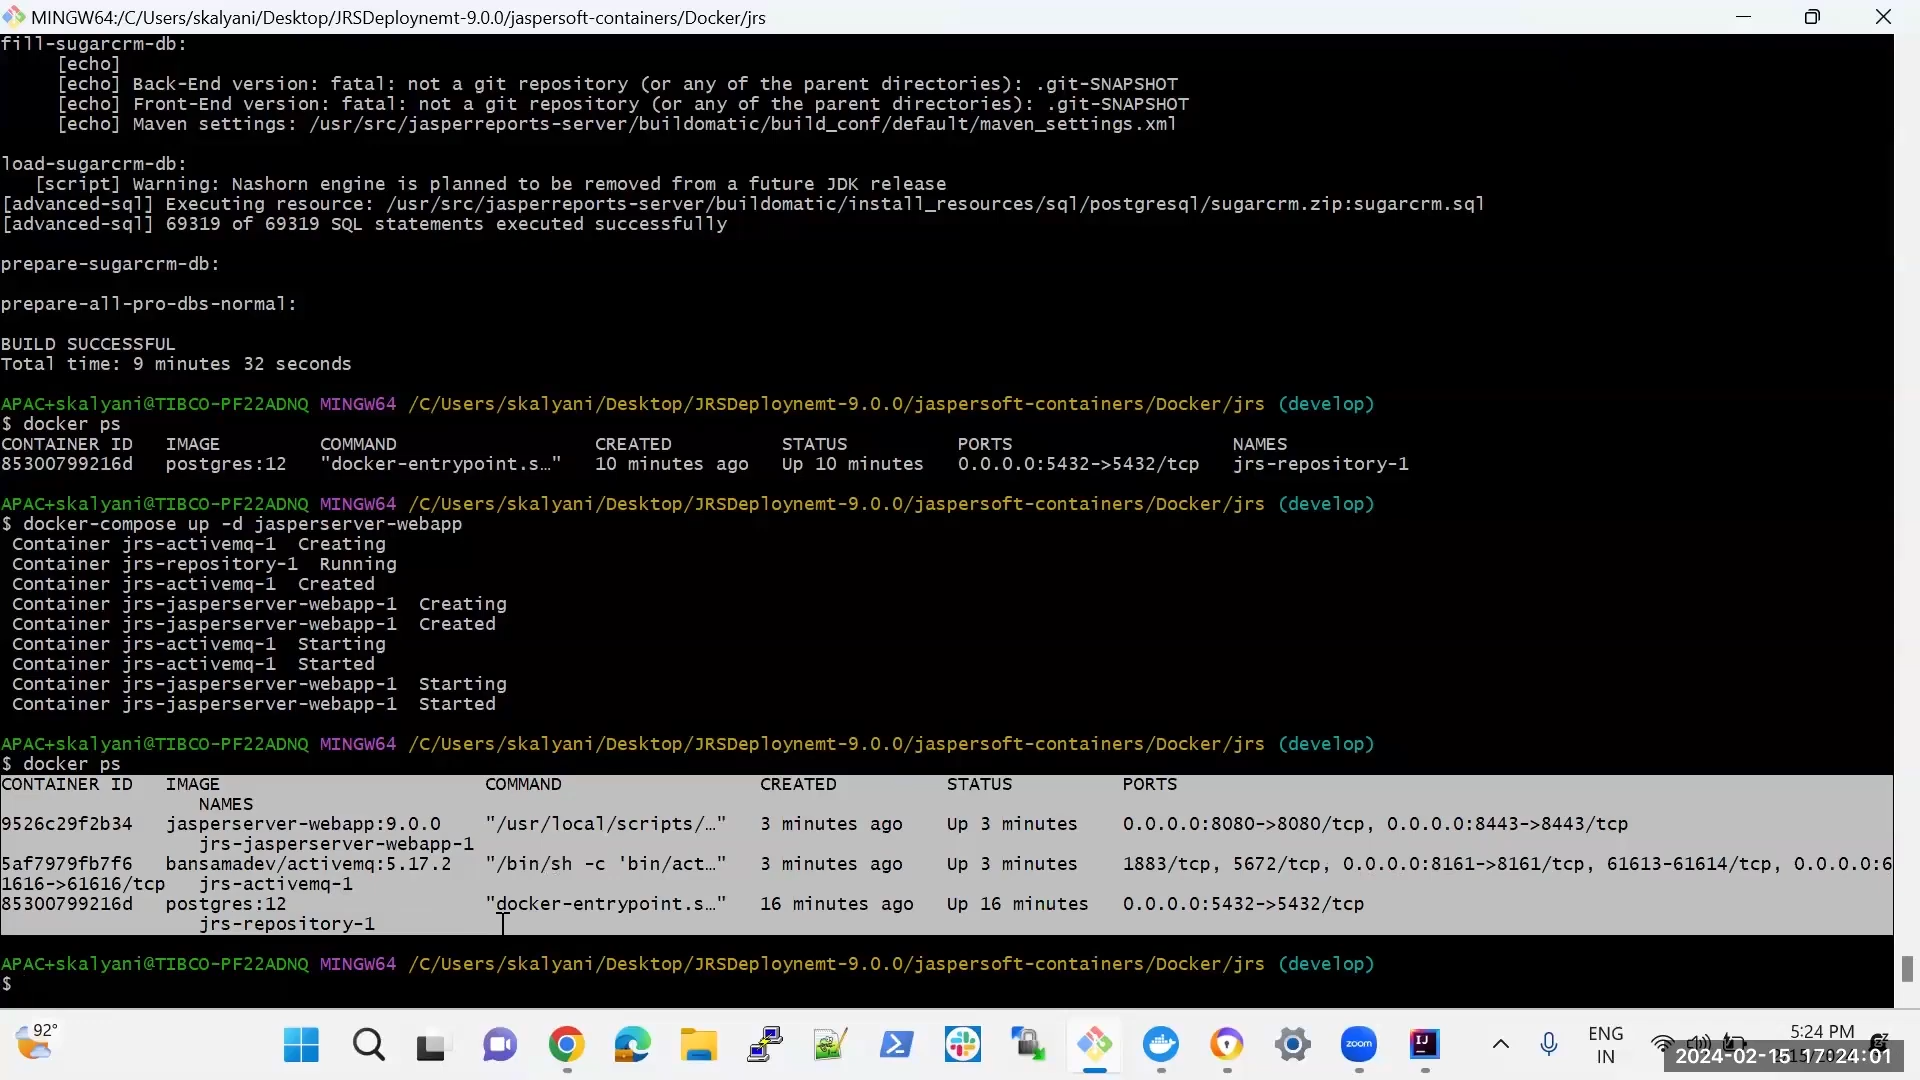 MINGW64:/C/Users/skalyani/Desktop/JRSDeploynemt-9.0.0/jaspersoft-containers/Docker/jrs
fill-sugarcrm-db:
[echo]
[echo] Back-End version: fatal: not a git repository (or any of the parent directories): .git-SNAPSHOT
[echo] Front-End version: fatal: not a git repository (or any of the parent directories): .git-SNAPSHOT
[echo] Maven settings: /usr/src/jasperreports-server/buildomatic/build_conf/default/maven_settings.xml
load-sugarcrm-db:
[script] Warning: Nashorn engine is planned to be removed from a future JDK release
[advanced-sql] Executing resource: /usr/src/jasperreports-server/buildomatic/install_resources/sql/postgresql/sugarcrm.zip:sugarcrm.sql
[advanced-sql] 69319 of 69319 SQL statements executed successfully
prepare-sugarcrm-db:
prepare-all-pro-dbs-normal:
BUILD SUCCESSFUL
Total time: 9 minutes 32 seconds
APAC+skalyani@TIBCO-PF22ADNQ MINGW64 /C/Users/skalyani/Desktop/JRSDeploynemt-9.0.0/jaspersoft-containers/Docker/jrs (develop)
$ docker ps
CONTAINER ID   IMAGE         COMMAND                  CREATED          STATUS          PORTS                    NAMES
85300799216d   postgres:12   "docker-entrypoint.s…"   10 minutes ago   Up 10 minutes   0.0.0.0:5432->5432/tcp   jrs-repository-1
APAC+skalyani@TIBCO-PF22ADNQ MINGW64 /C/Users/skalyani/Desktop/JRSDeploynemt-9.0.0/jaspersoft-containers/Docker/jrs (develop)
$ docker-compose up -d jasperserver-webapp
Container jrs-activemq-1  Creating
Container jrs-repository-1  Running
Container jrs-activemq-1  Created
Container jrs-jasperserver-webapp-1  Creating
Container jrs-jasperserver-webapp-1  Created
Container jrs-activemq-1  Starting
Container jrs-activemq-1  Started
Container jrs-jasperserver-webapp-1  Starting
Container jrs-jasperserver-webapp-1  Started
APAC+skalyani@TIBCO-PF22ADNQ MINGW64 /C/Users/skalyani/Desktop/JRSDeploynemt-9.0.0/jaspersoft-containers/Docker/jrs (develop)
$ docker ps
CONTAINER ID   IMAGE                        COMMAND                  CREATED          STATUS          PORTS
NAMES
9526c29f2b34   jasperserver-webapp:9.0.0    "/usr/local/scripts/…"   3 minutes ago    Up 3 minutes    0.0.0.0:8080->8080/tcp, 0.0.0.0:8443->8443/tcp
jrs-jasperserver-webapp-1
5af7979fb7f6   bansamadev/activemq:5.17.2   "/bin/sh -c 'bin/act…"   3 minutes ago    Up 3 minutes    1883/tcp, 5672/tcp, 0.0.0.0:8161->8161/tcp, 61613-61614/tcp, 0.0.0.0:6
1616->61616/tcp   jrs-activemq-1
85300799216d   postgres:12                  "docker-entrypoint.s…"   16 minutes ago   Up 16 minutes   0.0.0.0:5432->5432/tcp
jrs-repository-1
APAC+skalyani@TIBCO-PF22ADNQ MINGW64 /C/Users/skalyani/Desktop/JRSDeploynemt-9.0.0/jaspersoft-containers/Docker/jrs (develop)
$
92°
zoom
IJ
ENG
IN
5:24 PM
2024-02-15 17:24:01